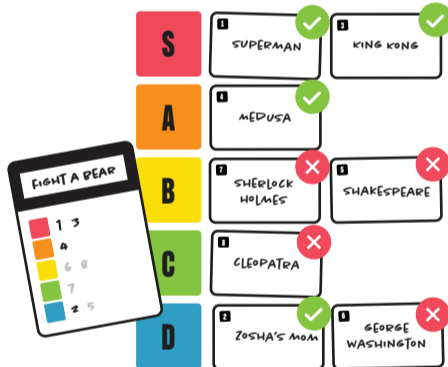 S
1
SUPERMAN
3
KING KONG
A
4
MEDUSA
B
7
SHERLOCK
HOLMES
5
SHAKESPEARE
C
8
CLEOPATRA
D
2
ZOSHA'S MOM
6
GEORGE
WASHINGTON
FIGHT A BEAR
1 3
4
6 8
7
2 5